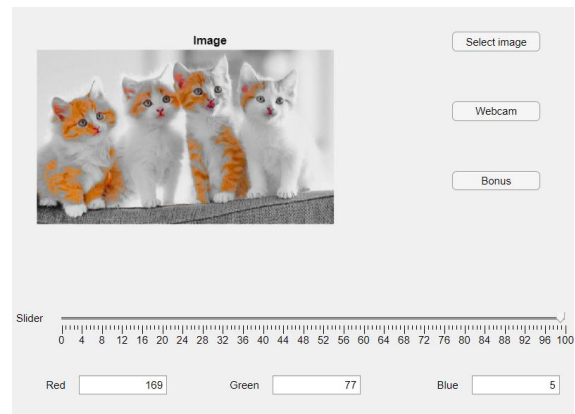 Image
Select image
Webcam
Bonus
Slider
0 4 8 12 16 20 24 28 32 36 40 44 48 52 56 60 64 68 72 76 80 84 88 92 96 100
Red 169 Green 77 Blue 5